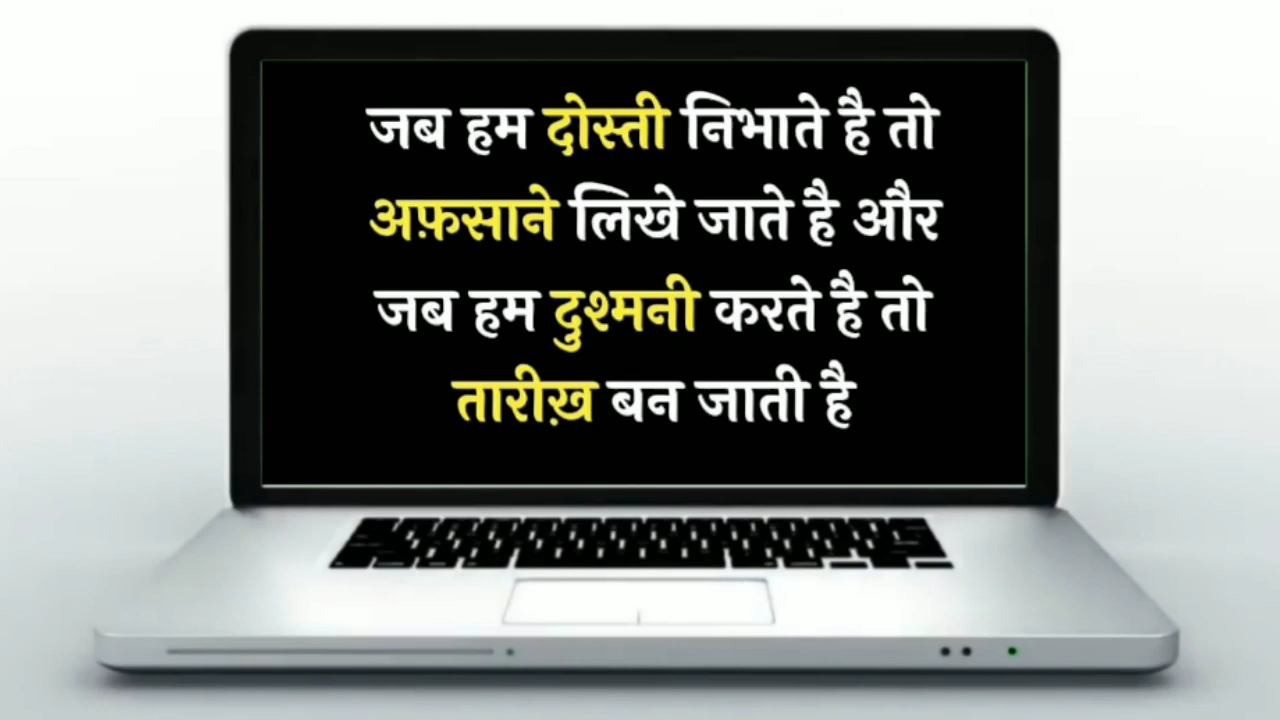 जब हम दोस्ती निभाते है तो
अफ़साने लिखे जाते है और
जब हम दुश्मनी करते है तो
तारीख़ बन जाती है